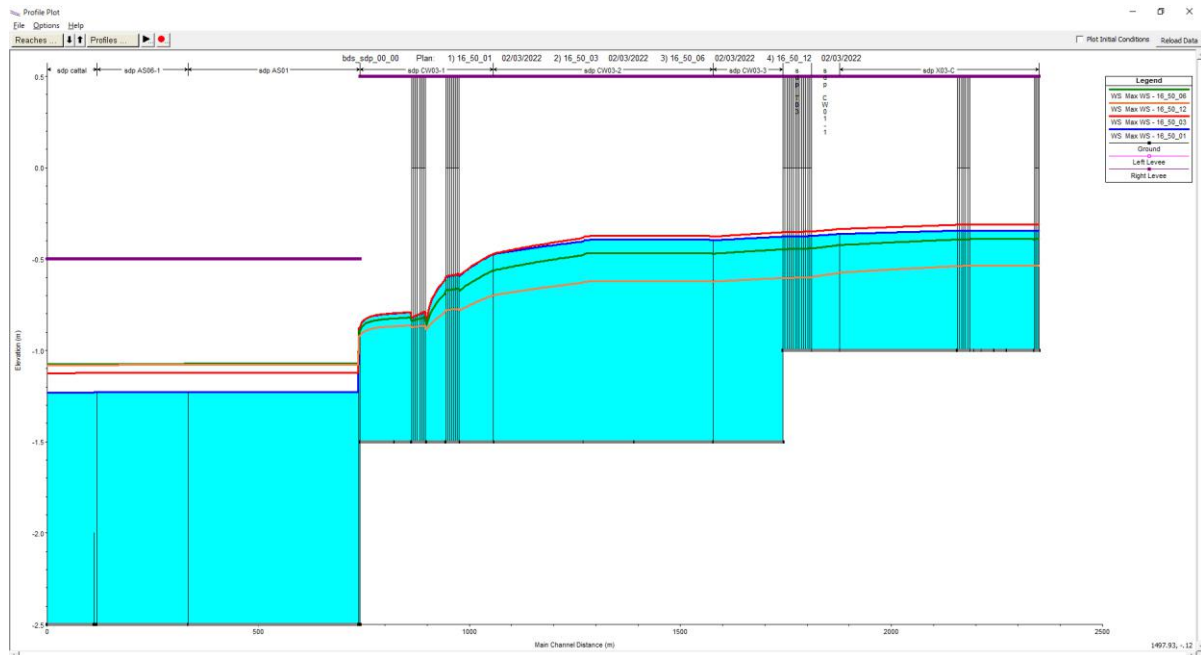 Profile Plot
File Options Help
Reaches ... Profiles ... Plot Initial Conditions Reload Data
bds_sdp_00_00 Plan: 1) 16_50_01 02/03/2022 2) 16_50_03 02/03/2022 3) 16_50_06 02/03/2022 4) 16_50_12 02/03/2022
sdp cattal sdp AS06-1 sdp AS01 sdp CW03-1 sdp CW03-2 sdp CW03-3 sdp X03-C
Legend
WS Max WS - 16_50_06
WS Max WS - 16_50_12
WS Max WS - 16_50_03
WS Max WS - 16_50_01
Ground
Left Levee
Right Levee
Elevation (m)
0.5
0.0
-0.5
-1.0
-1.5
-2.0
-2.5
0 500 1000 1500 2000 2500
Main Channel Distance (m)
1497.93, -.12